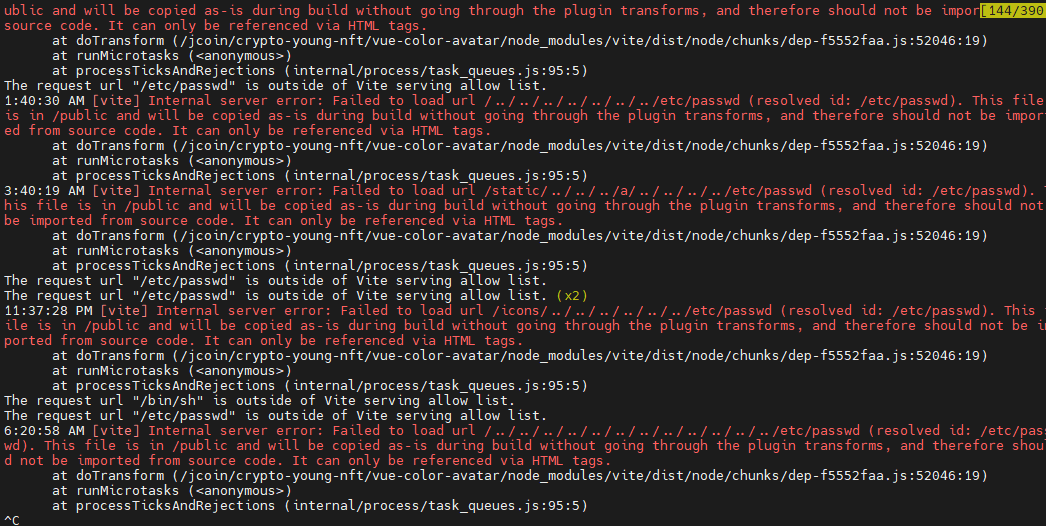 ublic and will be copied as-is during build without going through the plugin transforms, and therefore should not be impor[144/390
source code. It can only be referenced via HTML tags.
at doTransform (/jcoin/crypto-young-nft/vue-color-avatar/node_modules/vite/dist/node/chunks/dep-f5552faa.js:52046:19)
at runMicrotasks (<anonymous>)
at processTicksAndRejections (internal/process/task_queues.js:95:5)
The request url "/etc/passwd" is outside of Vite serving allow list.
1:40:30 AM [vite] Internal server error: Failed to load url /../../../../../../../../etc/passwd (resolved id: /etc/passwd). This file
is in /public and will be copied as-is during build without going through the plugin transforms, and therefore should not be impor
ed from source code. It can only be referenced via HTML tags.
at doTransform (/jcoin/crypto-young-nft/vue-color-avatar/node_modules/vite/dist/node/chunks/dep-f5552faa.js:52046:19)
at runMicrotasks (<anonymous>)
at processTicksAndRejections (internal/process/task_queues.js:95:5)
3:40:19 AM [vite] Internal server error: Failed to load url /static/../../../a/../../../../etc/passwd (resolved id: /etc/passwd).
his file is in /public and will be copied as-is during build without going through the plugin transforms, and therefore should not
be imported from source code. It can only be referenced via HTML tags.
at doTransform (/jcoin/crypto-young-nft/vue-color-avatar/node_modules/vite/dist/node/chunks/dep-f5552faa.js:52046:19)
at runMicrotasks (<anonymous>)
at processTicksAndRejections (internal/process/task_queues.js:95:5)
The request url "/etc/passwd" is outside of Vite serving allow list.
The request url "/etc/passwd" is outside of Vite serving allow list. (x2)
11:37:28 PM [vite] Internal server error: Failed to load url /icons/../../../../../../../etc/passwd (resolved id: /etc/passwd). This
ile is in /public and will be copied as-is during build without going through the plugin transforms, and therefore should not be i
ported from source code. It can only be referenced via HTML tags.
at doTransform (/jcoin/crypto-young-nft/vue-color-avatar/node_modules/vite/dist/node/chunks/dep-f5552faa.js:52046:19)
at runMicrotasks (<anonymous>)
at processTicksAndRejections (internal/process/task_queues.js:95:5)
The request url "/bin/sh" is outside of Vite serving allow list.
The request url "/etc/passwd" is outside of Vite serving allow list.
6:20:58 AM [vite] Internal server error: Failed to load url /../../../../../../../../../../../../../../etc/passwd (resolved id: /etc/pas
wd). This file is in /public and will be copied as-is during build without going through the plugin transforms, and therefore shou
d not be imported from source code. It can only be referenced via HTML tags.
at doTransform (/jcoin/crypto-young-nft/vue-color-avatar/node_modules/vite/dist/node/chunks/dep-f5552faa.js:52046:19)
at runMicrotasks (<anonymous>)
at processTicksAndRejections (internal/process/task_queues.js:95:5)
^C